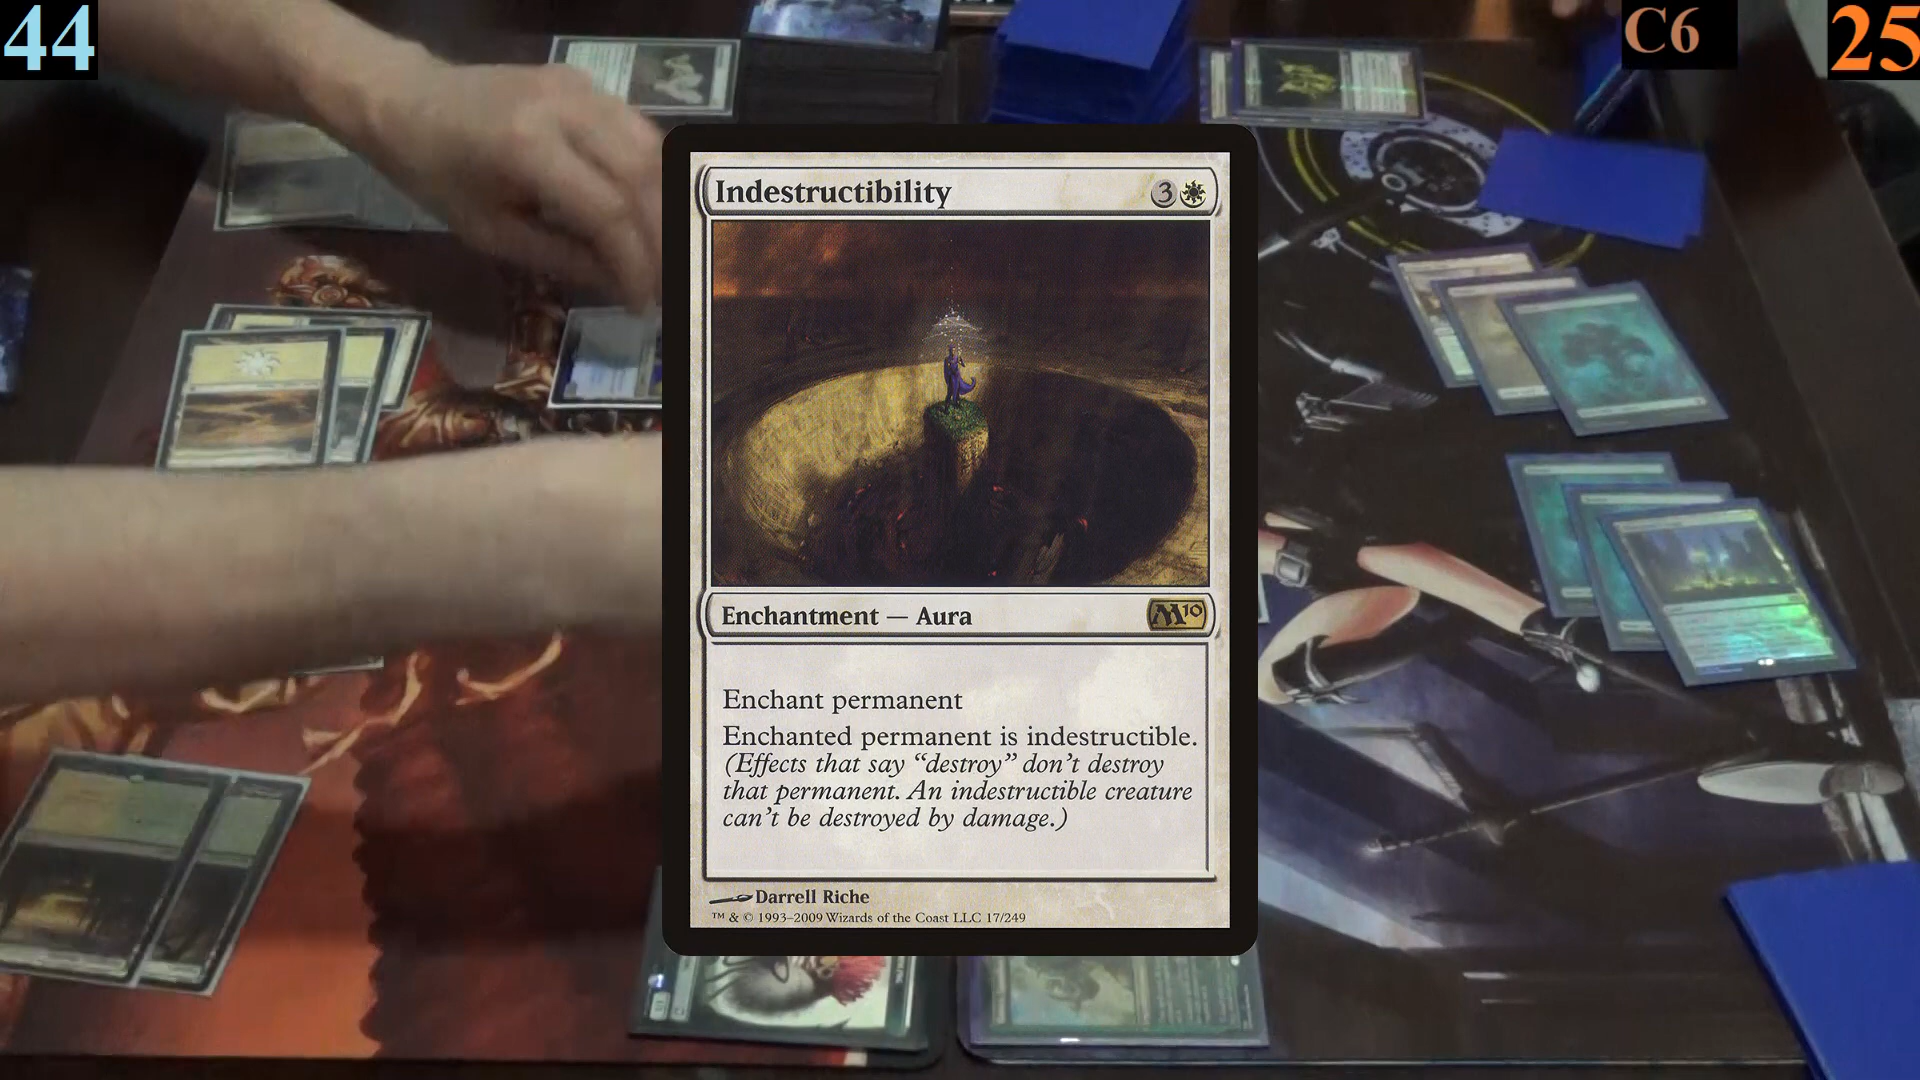 44
C6
25
Indestructibility
3
Enchantment — Aura
M10
Enchant permanent
Enchanted permanent is indestructible.
(Effects that say “destroy” don’t destroy
that permanent. An indestructible creature
can’t be destroyed by damage.)
Darrell Riche
™ & © 1993–2009 Wizards of the Coast LLC 17/249